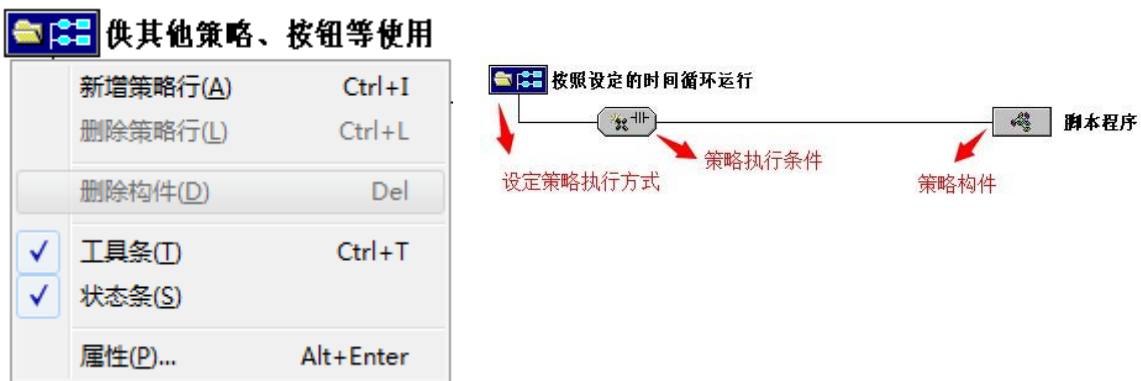 供其他策略、按钮等使用
新增策略行(A) Ctrl+I
删除策略行(L) Ctrl+L
删除构件(D) Del
工具条(T) Ctrl+T
状态条(S)
属性(P)... Alt+Enter
按照设定的时间循环运行
脚本程序
策略执行条件
设定策略执行方式
策略构件